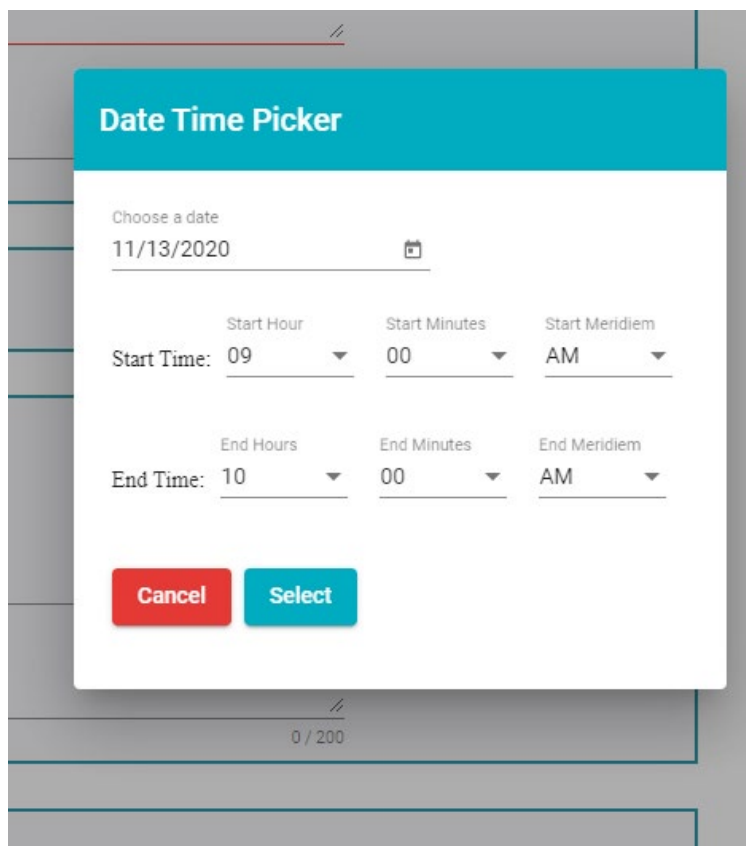 Date Time Picker
Choose a date
11/13/2020
Start Hour Start Minutes Start Meridiem
Start Time: 09 00 AM
End Hours End Minutes End Meridiem
End Time: 10 00 AM
Cancel Select
0 / 200